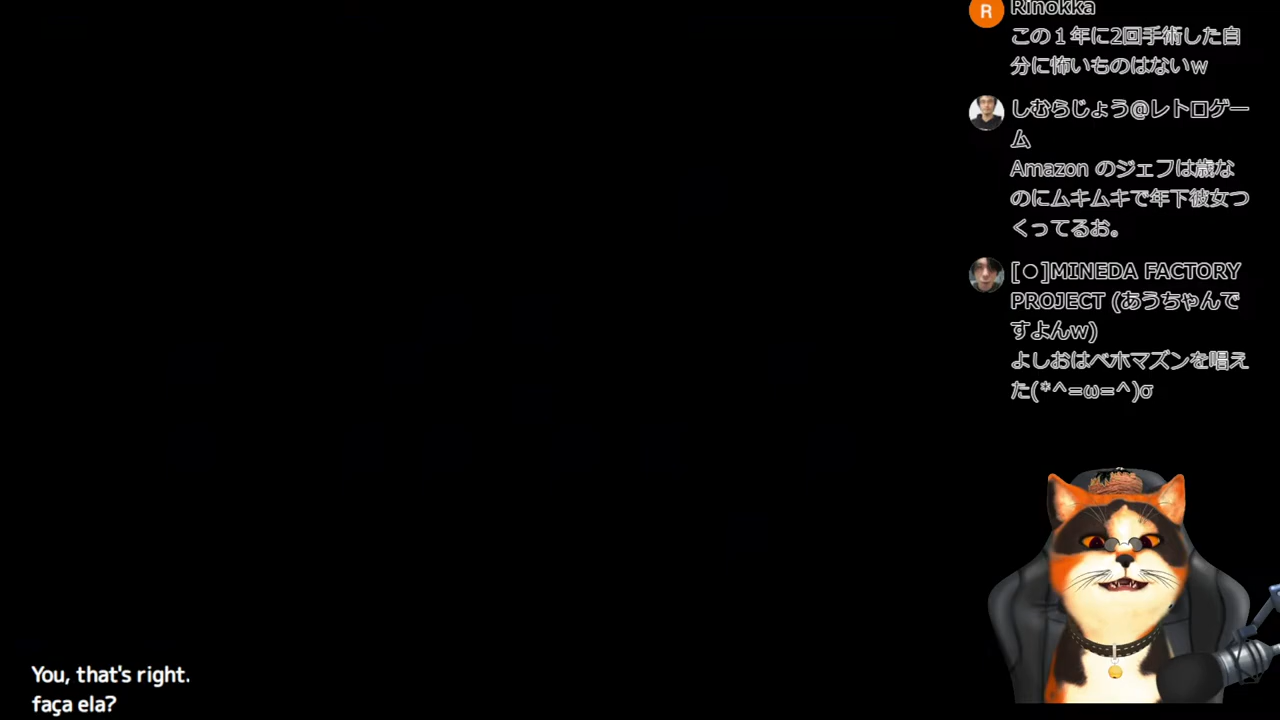 Rinokka
この１年に2回手術した自
分に怖いものはないｗ
しむらじょう@レトロゲー
ム
Amazon のジェフは歳な
のにムキムキで年下彼女つ
くってるお。
[○]MINEDA FACTORY
PROJECT (あうちゃんで
すよんw)
よしおはベホマズンを唱え
た(*^=ω=^)σ
You, that's right.
faça ela?